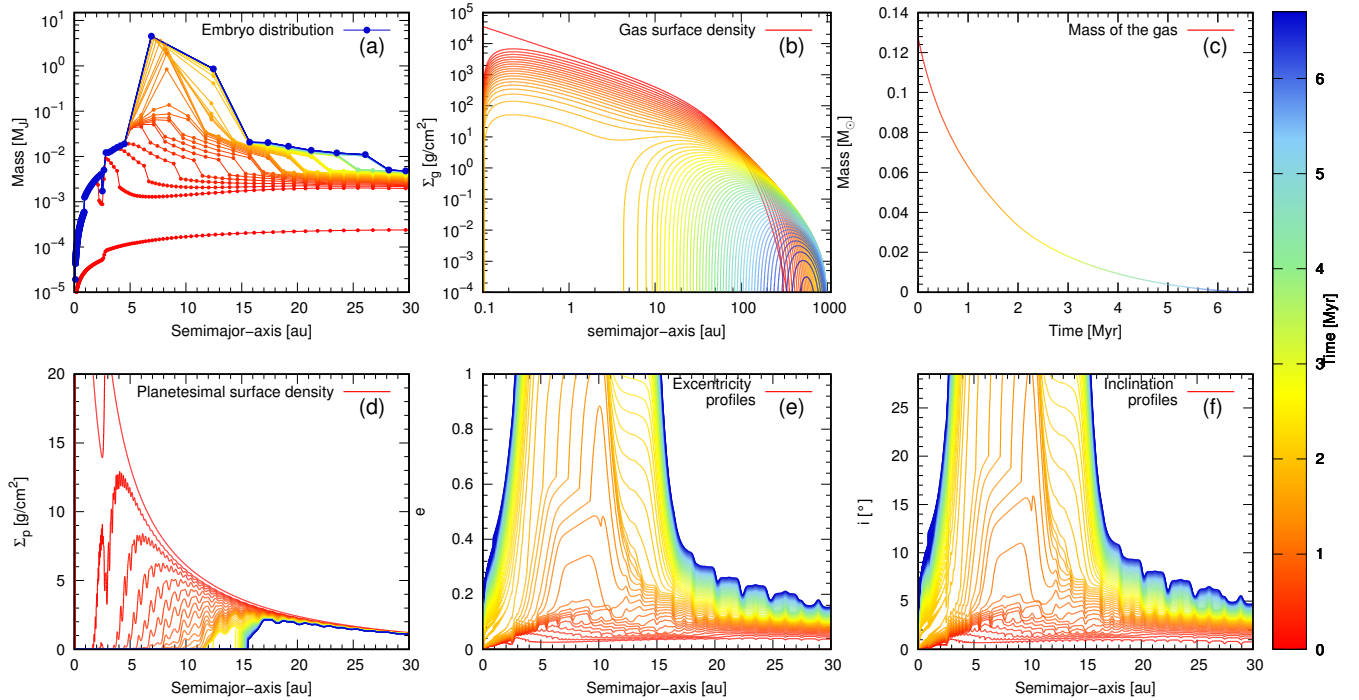 Embryo distribution
(a)
Mass [M_J]
10^1
10^0
10^-1
10^-2
10^-3
10^-4
10^-5
0 5 10 15 20 25 30
Semimajor-axis [au]
Gas surface density
(b)
Σ_g [g/cm^2]
10^5
10^4
10^3
10^2
10^1
10^0
10^-1
10^-2
10^-3
10^-4
0.1 1 10 100 1000
semimajor-axis [au]
Mass of the gas
(c)
Mass [M_⊙]
0.14
0.12
0.1
0.08
0.06
0.04
0.02
0
0 1 2 3 4 5 6
Time [Myr]
Planetesimal surface density
(d)
Σ_p [g/cm^2]
20
15
10
5
0
0 5 10 15 20 25 30
Semimajor-axis [au]
Excentricity
profiles
(e)
e
1
0.8
0.6
0.4
0.2
0
0 5 10 15 20 25 30
Semimajor-axis [au]
Inclination
profiles
(f)
i [°]
25
20
15
10
5
0
0 5 10 15 20 25 30
Semimajor-axis [au]
Time [Myr]
6
5
4
3
2
1
0